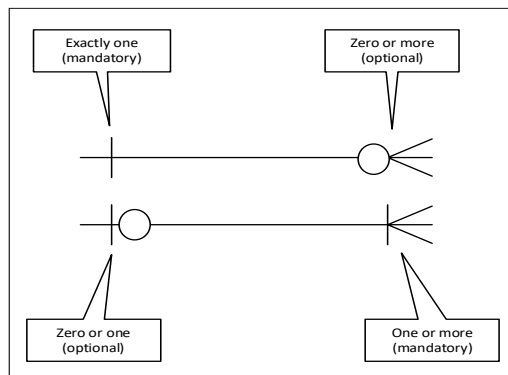 Exactly one
(mandatory)
Zero or more
(optional)
Zero or one
(optional)
One or more
(mandatory)